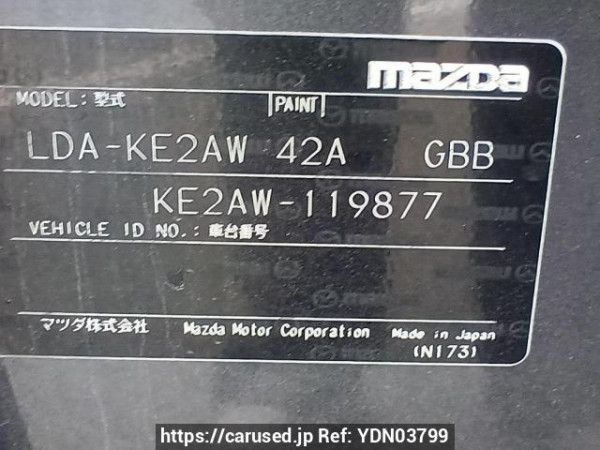 mazda
MODEL: 型式 PAINT
LDA-KE2AW 42A GBB
KE2AW-119877
VEHICLE ID NO.: 車台番号
マツダ株式会社 Mazda Motor Corporation Made in Japan
(N173)
https://carused.jp Ref: YDN03799